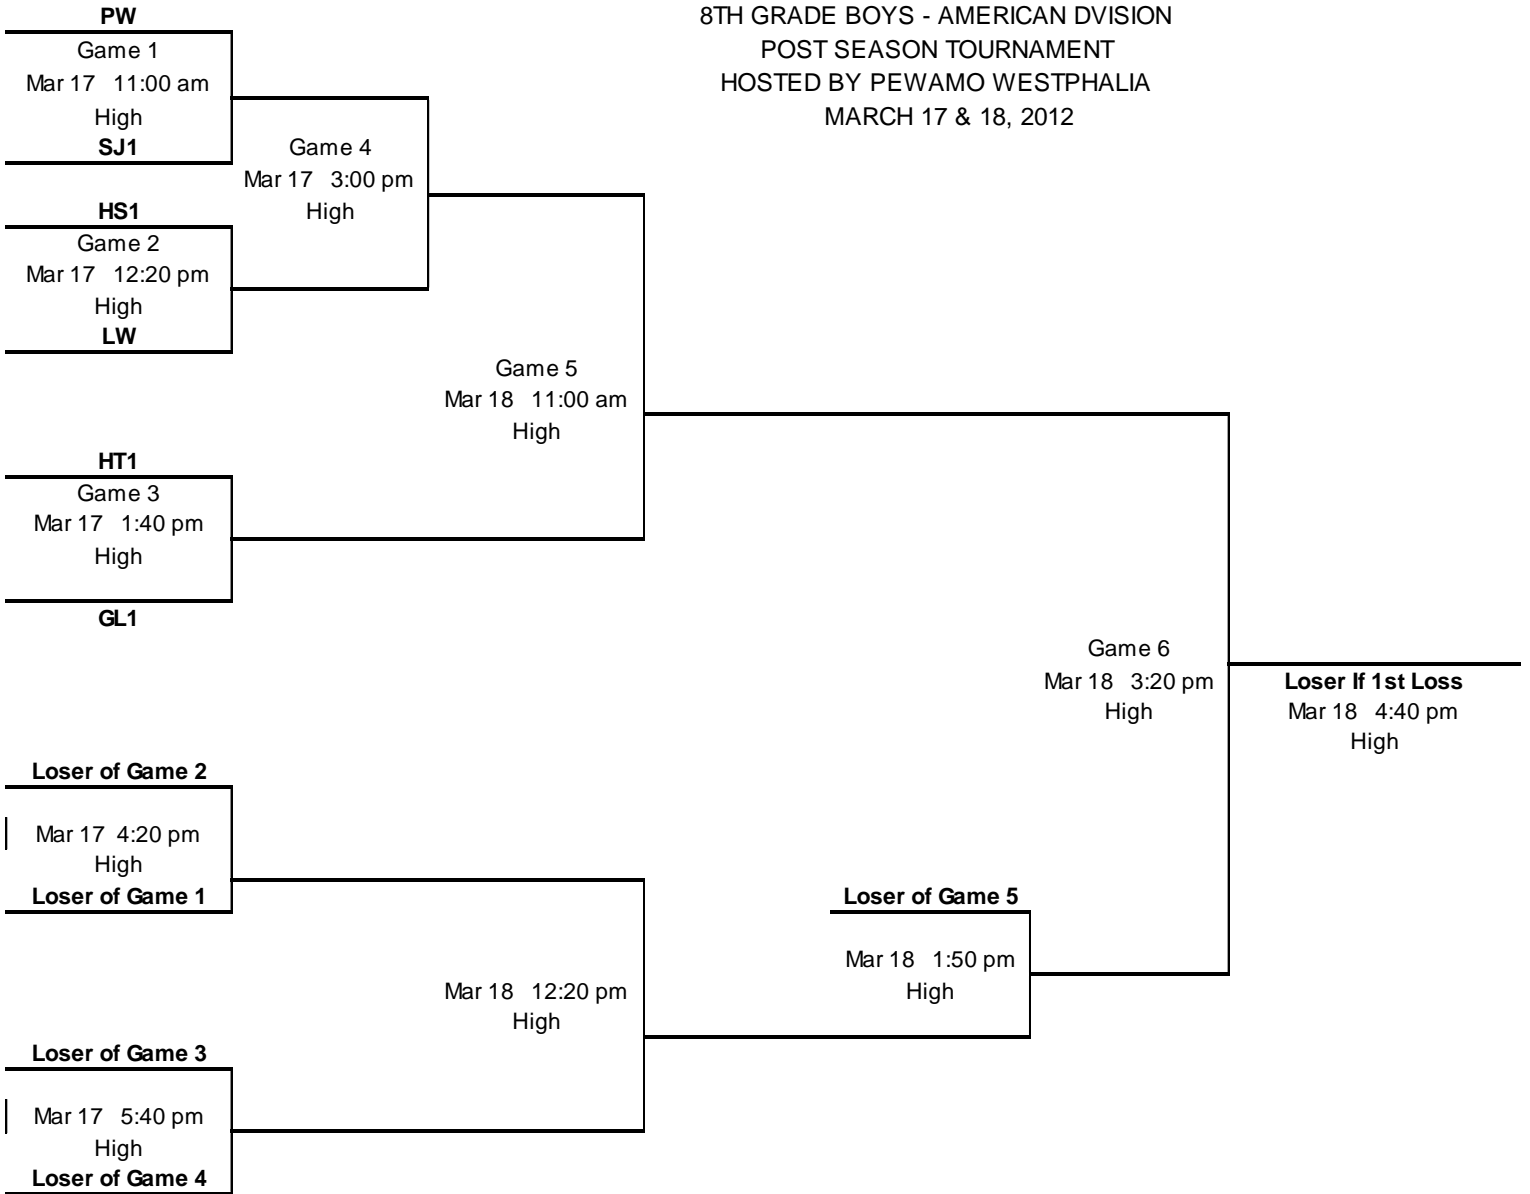 8TH GRADE BOYS - AMERICAN DVISION
POST SEASON TOURNAMENT
HOSTED BY PEWAMO WESTPHALIA
MARCH 17 & 18, 2012
PW
Game 1
Mar 17 11:00 am
High
SJ1
Game 4
Mar 17 3:00 pm
High
HS1
Game 2
Mar 17 12:20 pm
High
LW
Game 5
Mar 18 11:00 am
High
HT1
Game 3
Mar 17 1:40 pm
High
GL1
Game 6
Mar 18 3:20 pm
High
Loser If 1st Loss
Mar 18 4:40 pm
High
Loser of Game 2
Mar 17 4:20 pm
High
Loser of Game 1
Loser of Game 5
Mar 18 1:50 pm
High
Mar 18 12:20 pm
High
Loser of Game 3
Mar 17 5:40 pm
High
Loser of Game 4